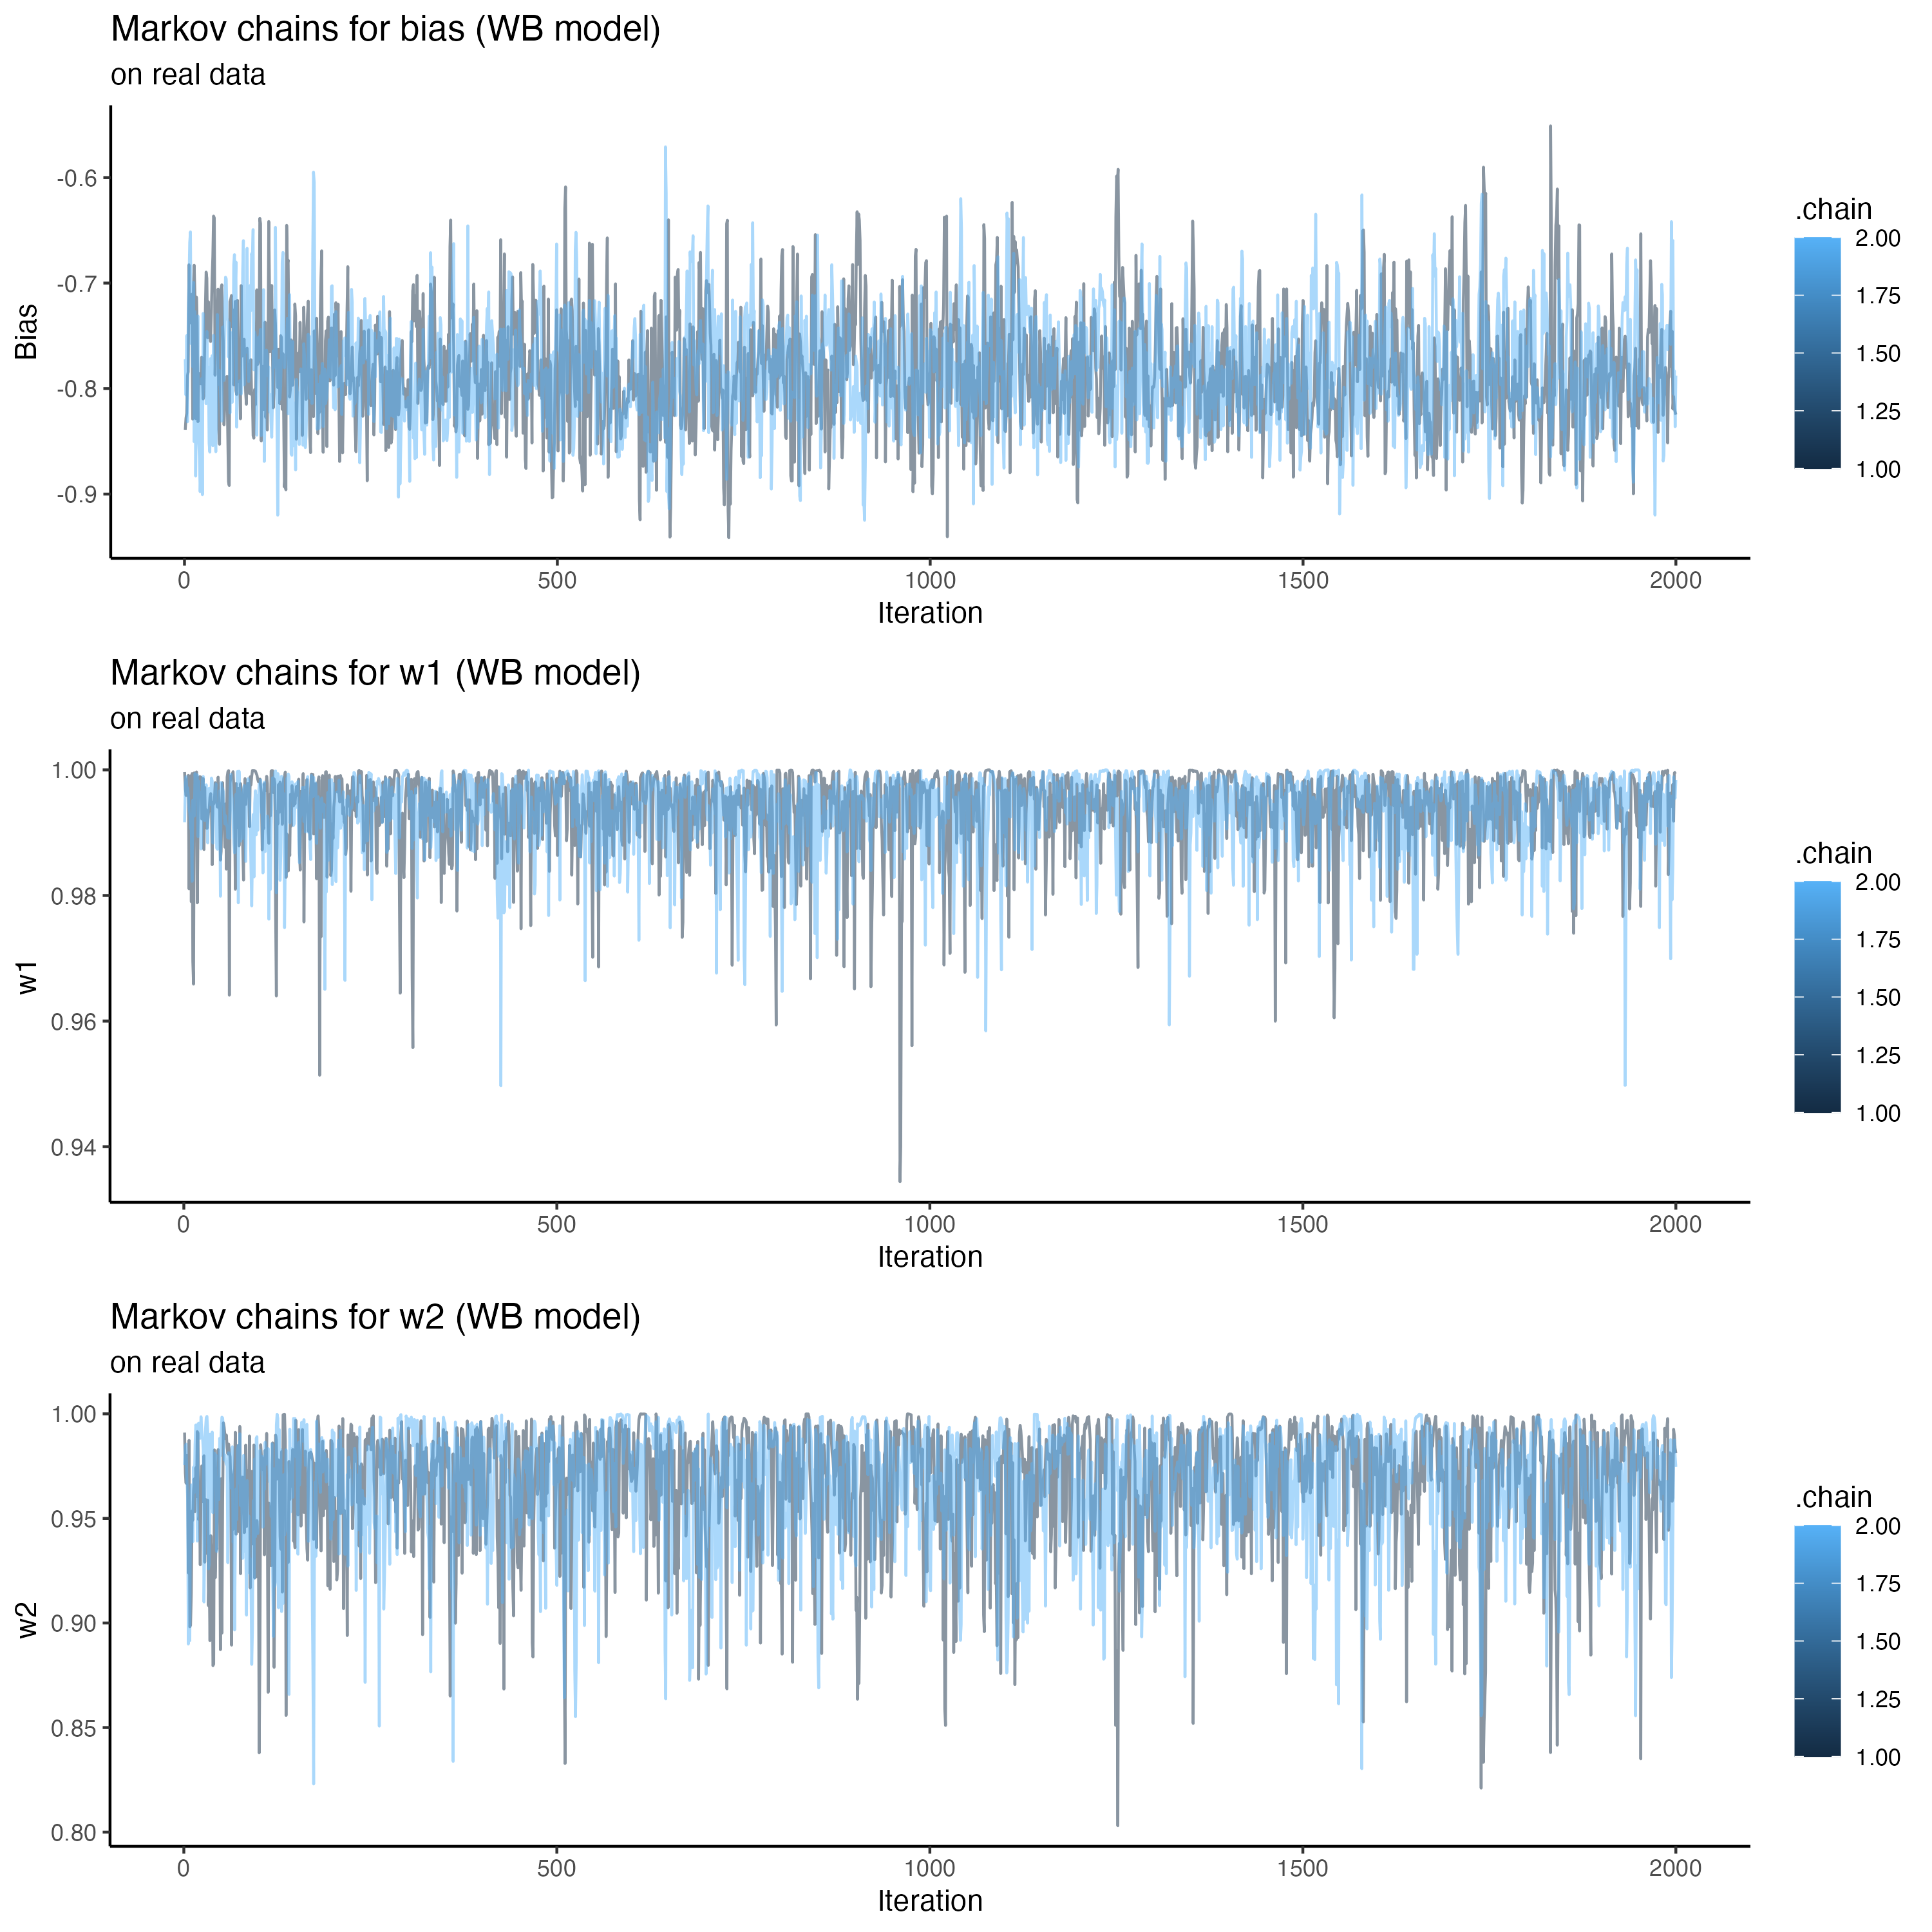 Markov chains for bias (WB model)
on real data
Bias
-0.6
-0.7
-0.8
-0.9
0 500 1000 1500 2000
Iteration
.chain
2.00
1.75
1.50
1.25
1.00
Markov chains for w1 (WB model)
on real data
w1
1.00
0.98
0.96
0.94
0 500 1000 1500 2000
Iteration
.chain
2.00
1.75
1.50
1.25
1.00
Markov chains for w2 (WB model)
on real data
w2
1.00
0.95
0.90
0.85
0.80
0 500 1000 1500 2000
Iteration
.chain
2.00
1.75
1.50
1.25
1.00